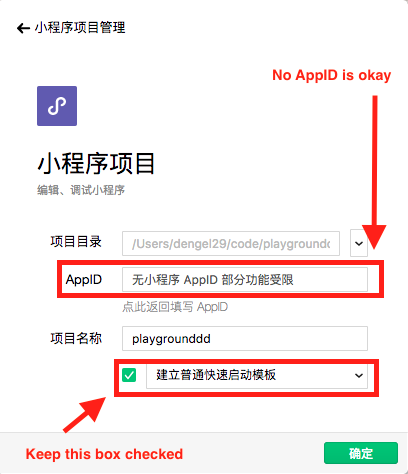 小程序项目管理
No AppID is okay
小程序项目
编辑、调试小程序
项目目录 /Users/dengel29/code/playgroundd
AppID 无小程序 AppID 部分功能受限
点此返回填写 AppID
项目名称 playgrounddd
建立普通快速启动模板
Keep this box checked
确定